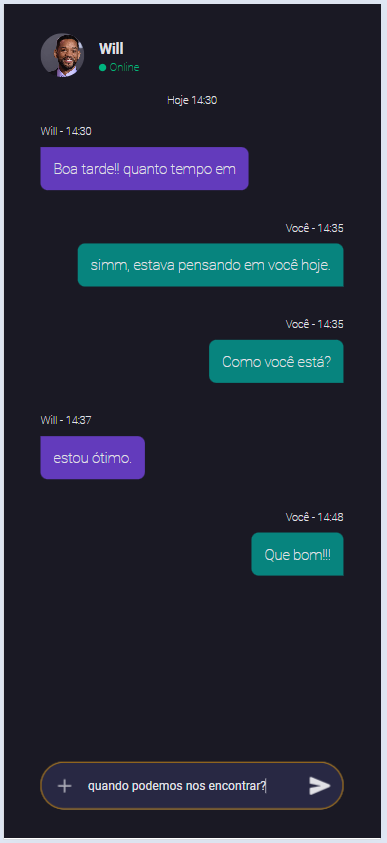 Will
Online
Hoje 14:30
Will - 14:30
Boa tarde!! quanto tempo em
Você - 14:35
simm, estava pensando em você hoje.
Você - 14:35
Como você está?
Will - 14:37
estou ótimo.
Você - 14:48
Que bom!!!
quando podemos nos encontrar?